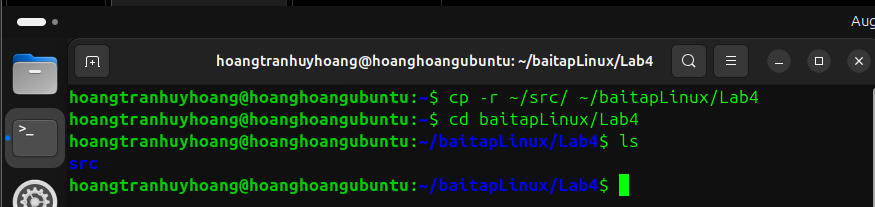 Aug
hoangtranhuyhoang@hoanghoangubuntu: ~/baitapLinux/Lab4
hoangtranhuyhoang@hoanghoangubuntu:~$ cp -r ~/src/ ~/baitapLinux/Lab4
hoangtranhuyhoang@hoanghoangubuntu:~$ cd baitapLinux/Lab4
hoangtranhuyhoang@hoanghoangubuntu:~/baitapLinux/Lab4$ ls
src
hoangtranhuyhoang@hoanghoangubuntu:~/baitapLinux/Lab4$